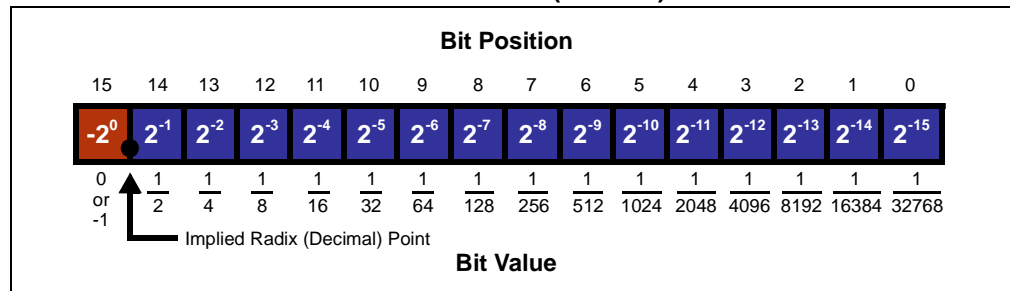 Bit Position
15 14 13 12 11 10 9 8 7 6 5 4 3 2 1 0
-2⁰ 2⁻¹ 2⁻² 2⁻³ 2⁻⁴ 2⁻⁵ 2⁻⁶ 2⁻⁷ 2⁻⁸ 2⁻⁹ 2⁻¹⁰ 2⁻¹¹ 2⁻¹² 2⁻¹³ 2⁻¹⁴ 2⁻¹⁵
0 1 1 1 1 1 1 1 1 1 1 1 1 1 1 1
or 2 4 8 16 32 64 128 256 512 1024 2048 4096 8192 16384 32768
-1
Implied Radix (Decimal) Point
Bit Value